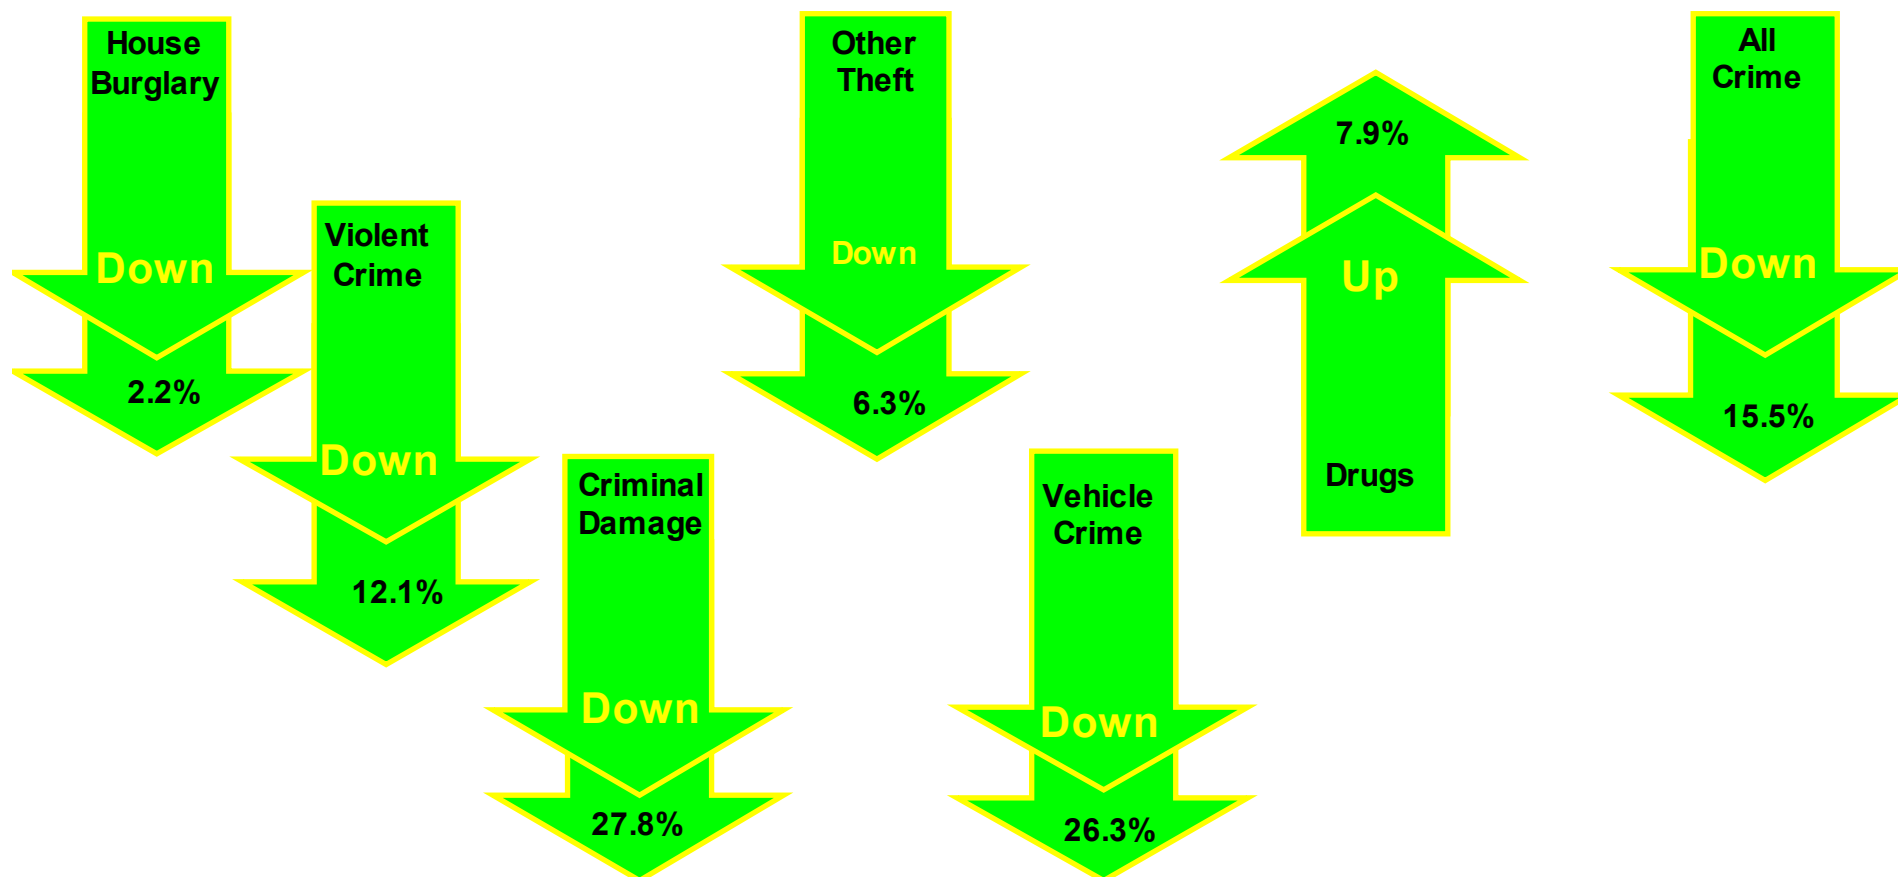 House
Burglary
Down
2.2%
Violent
Crime
Down
12.1%
Criminal
Damage
Down
27.8%
Other
Theft
Down
6.3%
Vehicle
Crime
Down
26.3%
7.9%
Up
Drugs
All
Crime
Down
15.5%